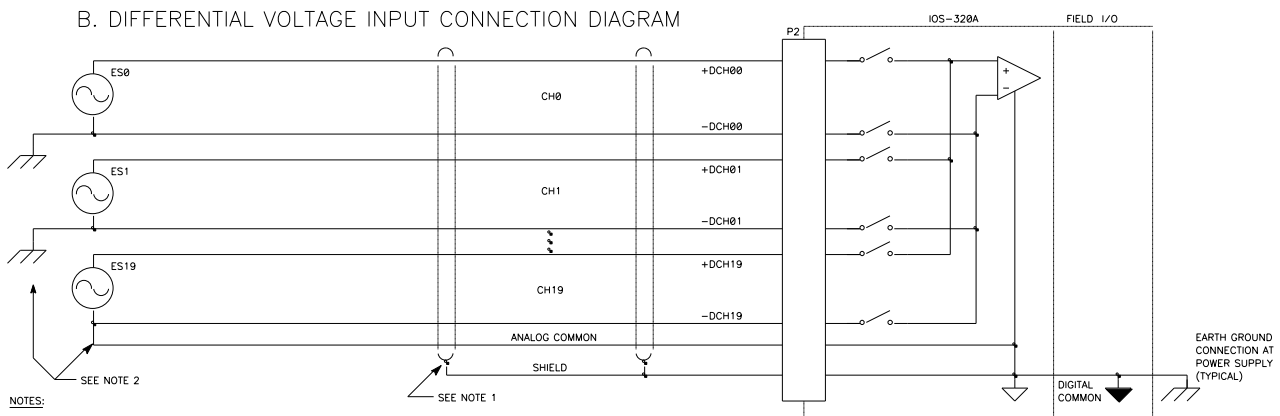 B. DIFFERENTIAL VOLTAGE INPUT CONNECTION DIAGRAM
IOS-320A
FIELD I/O
P2
ES0
+DCH00
CH0
+
-
-DCH00
ES1
+DCH01
CH1
-DCH01
ES19
+DCH19
CH19
-DCH19
ANALOG COMMON
SHIELD
EARTH GROUND
CONNECTION AT
POWER SUPPLY
(TYPICAL)
SEE NOTE 2
DIGITAL
COMMON
SEE NOTE 1
NOTES: